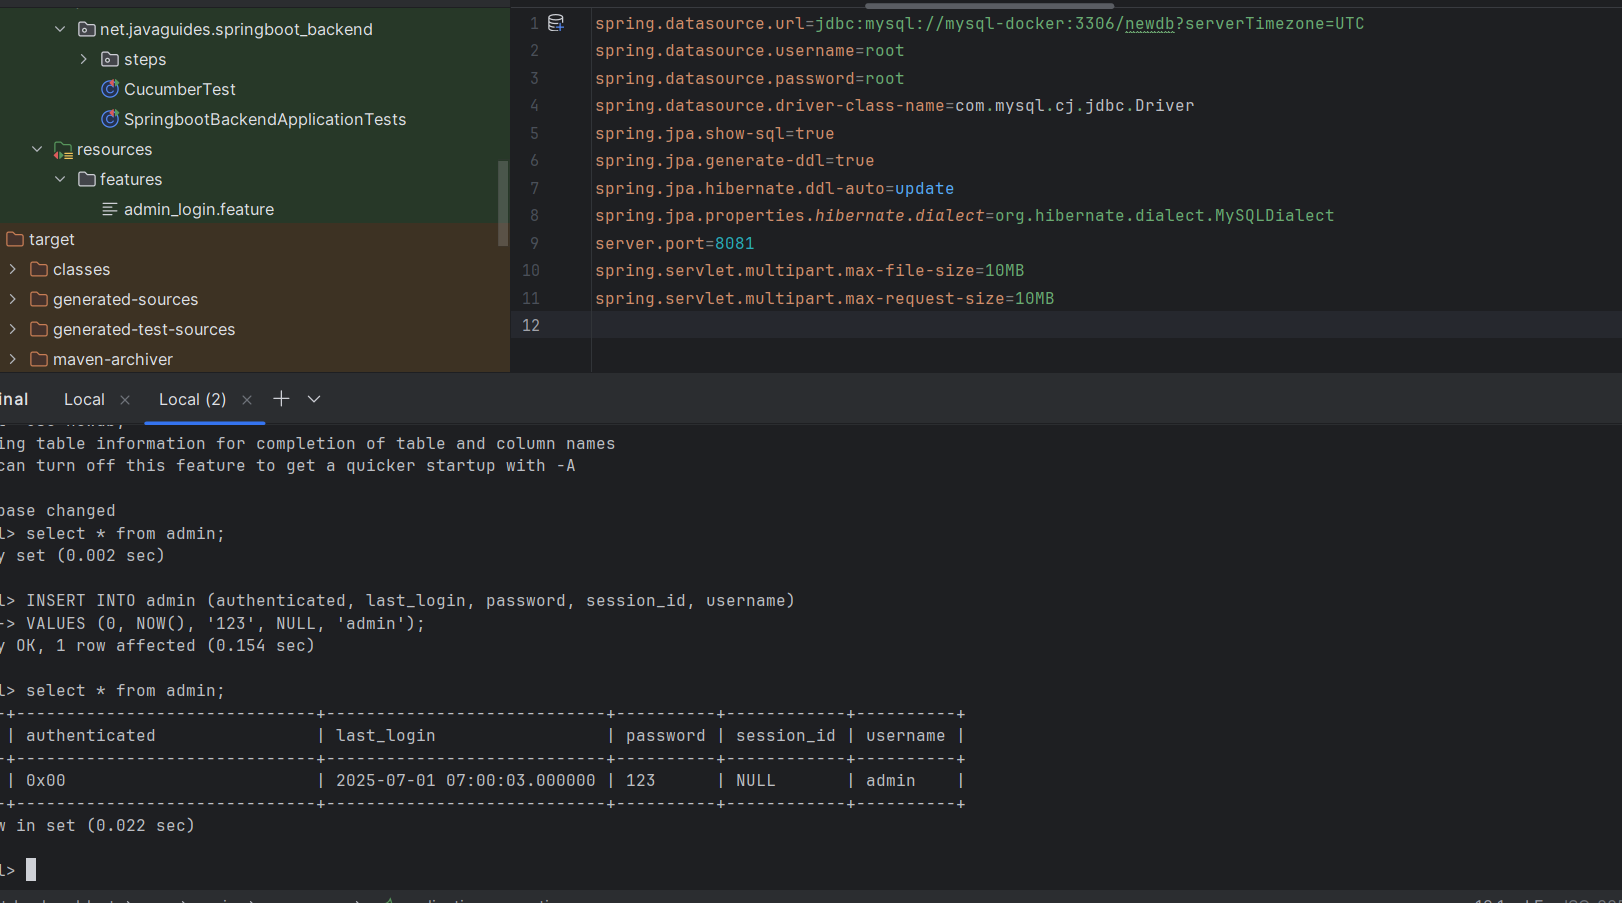 net.javaguides.springboot_backend
steps
CucumberTest
SpringbootBackendApplicationTests
resources
features
admin_login.feature
target
classes
generated-sources
generated-test-sources
maven-archiver
1 spring.datasource.url=jdbc:mysql://mysql-docker:3306/newdb?serverTimezone=UTC
2 spring.datasource.username=root
3 spring.datasource.password=root
4 spring.datasource.driver-class-name=com.mysql.cj.jdbc.Driver
5 spring.jpa.show-sql=true
6 spring.jpa.generate-ddl=true
7 spring.jpa.hibernate.ddl-auto=update
8 spring.jpa.properties.hibernate.dialect=org.hibernate.dialect.MySQLDialect
9 server.port=8081
10 spring.servlet.multipart.max-file-size=10MB
11 spring.servlet.multipart.max-request-size=10MB
12
inal Local × Local (2) × +
ing table information for completion of table and column names
can turn off this feature to get a quicker startup with -A
base changed
l> select * from admin;
y set (0.002 sec)
l> INSERT INTO admin (authenticated, last_login, password, session_id, username)
-> VALUES (0, NOW(), '123', NULL, 'admin');
y OK, 1 row affected (0.154 sec)
l> select * from admin;
-+------------------------------+----------------------------+----------+------------+----------+
| authenticated | last_login | password | session_id | username |
-+------------------------------+----------------------------+----------+------------+----------+
| 0x00 | 2025-07-01 07:00:03.000000 | 123 | NULL | admin |
-+------------------------------+----------------------------+----------+------------+----------+
w in set (0.022 sec)
l>